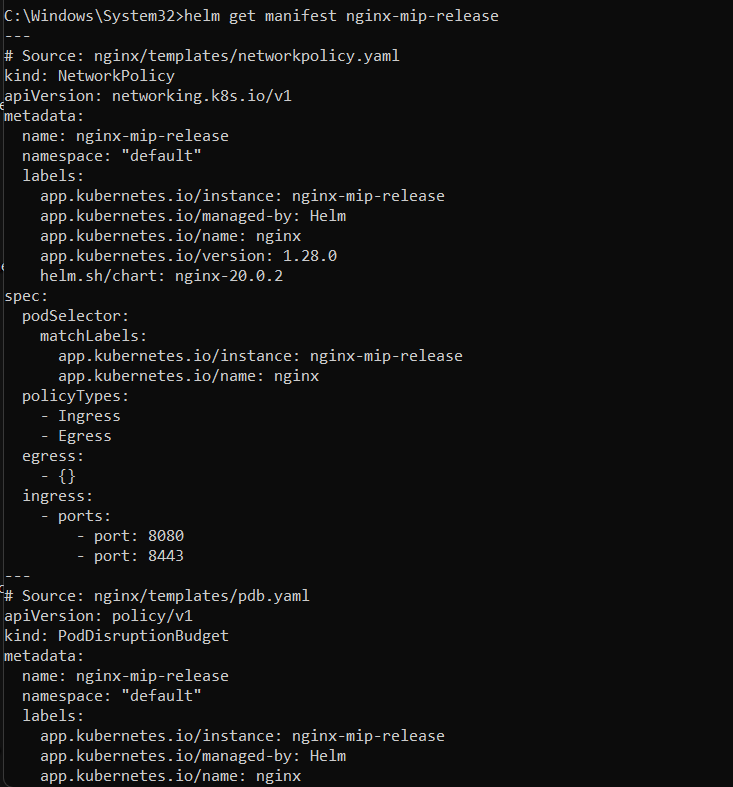 C:\Windows\System32>helm get manifest nginx-mip-release
---
# Source: nginx/templates/networkpolicy.yaml
kind: NetworkPolicy
apiVersion: networking.k8s.io/v1
metadata:
  name: nginx-mip-release
  namespace: "default"
  labels:
    app.kubernetes.io/instance: nginx-mip-release
    app.kubernetes.io/managed-by: Helm
    app.kubernetes.io/name: nginx
    app.kubernetes.io/version: 1.28.0
    helm.sh/chart: nginx-20.0.2
spec:
  podSelector:
    matchLabels:
      app.kubernetes.io/instance: nginx-mip-release
      app.kubernetes.io/name: nginx
  policyTypes:
    - Ingress
    - Egress
  egress:
    - {}
  ingress:
    - ports:
        - port: 8080
        - port: 8443
---
# Source: nginx/templates/pdb.yaml
apiVersion: policy/v1
kind: PodDisruptionBudget
metadata:
  name: nginx-mip-release
  namespace: "default"
  labels:
    app.kubernetes.io/instance: nginx-mip-release
    app.kubernetes.io/managed-by: Helm
    app.kubernetes.io/name: nginx